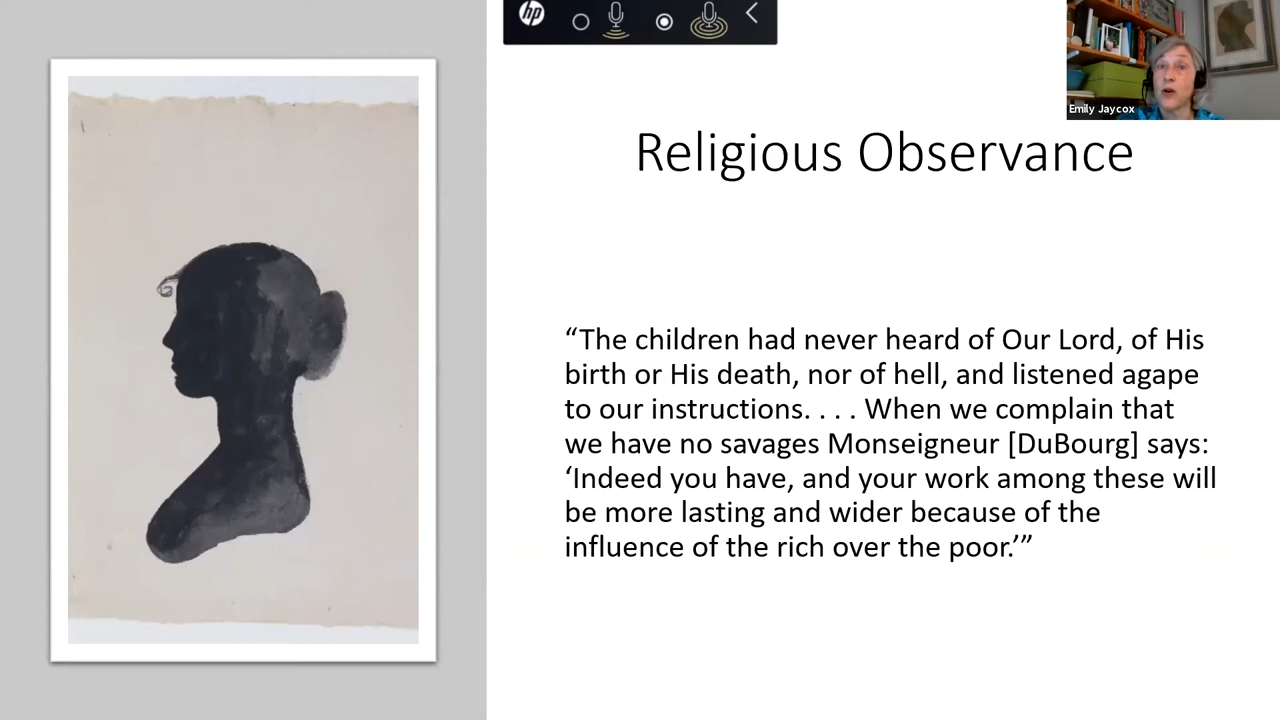 hp
Emily Jaycox
Religious Observance
“The children had never heard of Our Lord, of His
birth or His death, nor of hell, and listened agape
to our instructions. . . . When we complain that
we have no savages Monseigneur [DuBourg] says:
‘Indeed you have, and your work among these will
be more lasting and wider because of the
influence of the rich over the poor.’”